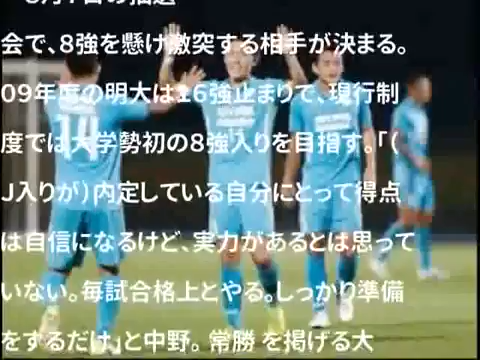 会で、8強を懸け激突する相手が決まる。
09年度の明大は16強止まりで、現行制
度では大学勢初の8強入りを目指す。「(
J入りが)内定している自分にとって得点
は自信になるけど、実力があるとは思って
いない。毎試合格上とやる。しっかり準備
をするだけ」と中野。常勝 を掲げる大
14